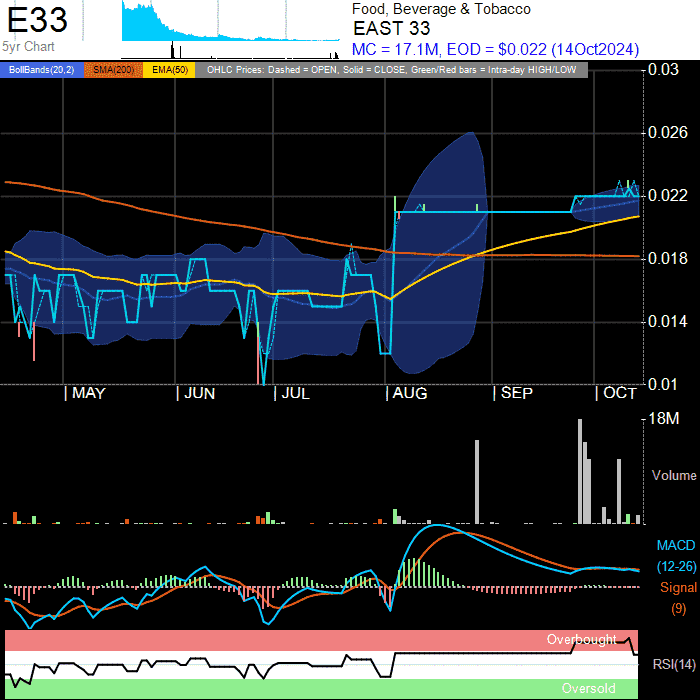 E33
5yr Chart
Food, Beverage & Tobacco
EAST 33
MC = 17.1M, EOD = $0.022 (14Oct2024)
BollBands(20,2) SMA(200) EMA(50) OHLC Prices: Dashed = OPEN, Solid = CLOSE, Green/Red bars = Intra-day HIGH/LOW
0.03
0.026
0.022
0.018
0.014
0.01
| MAY | JUN | JUL | AUG | SEP | OCT
18M
Volume
MACD
(12-26)
Signal
(9)
Overbought
RSI(14)
Oversold